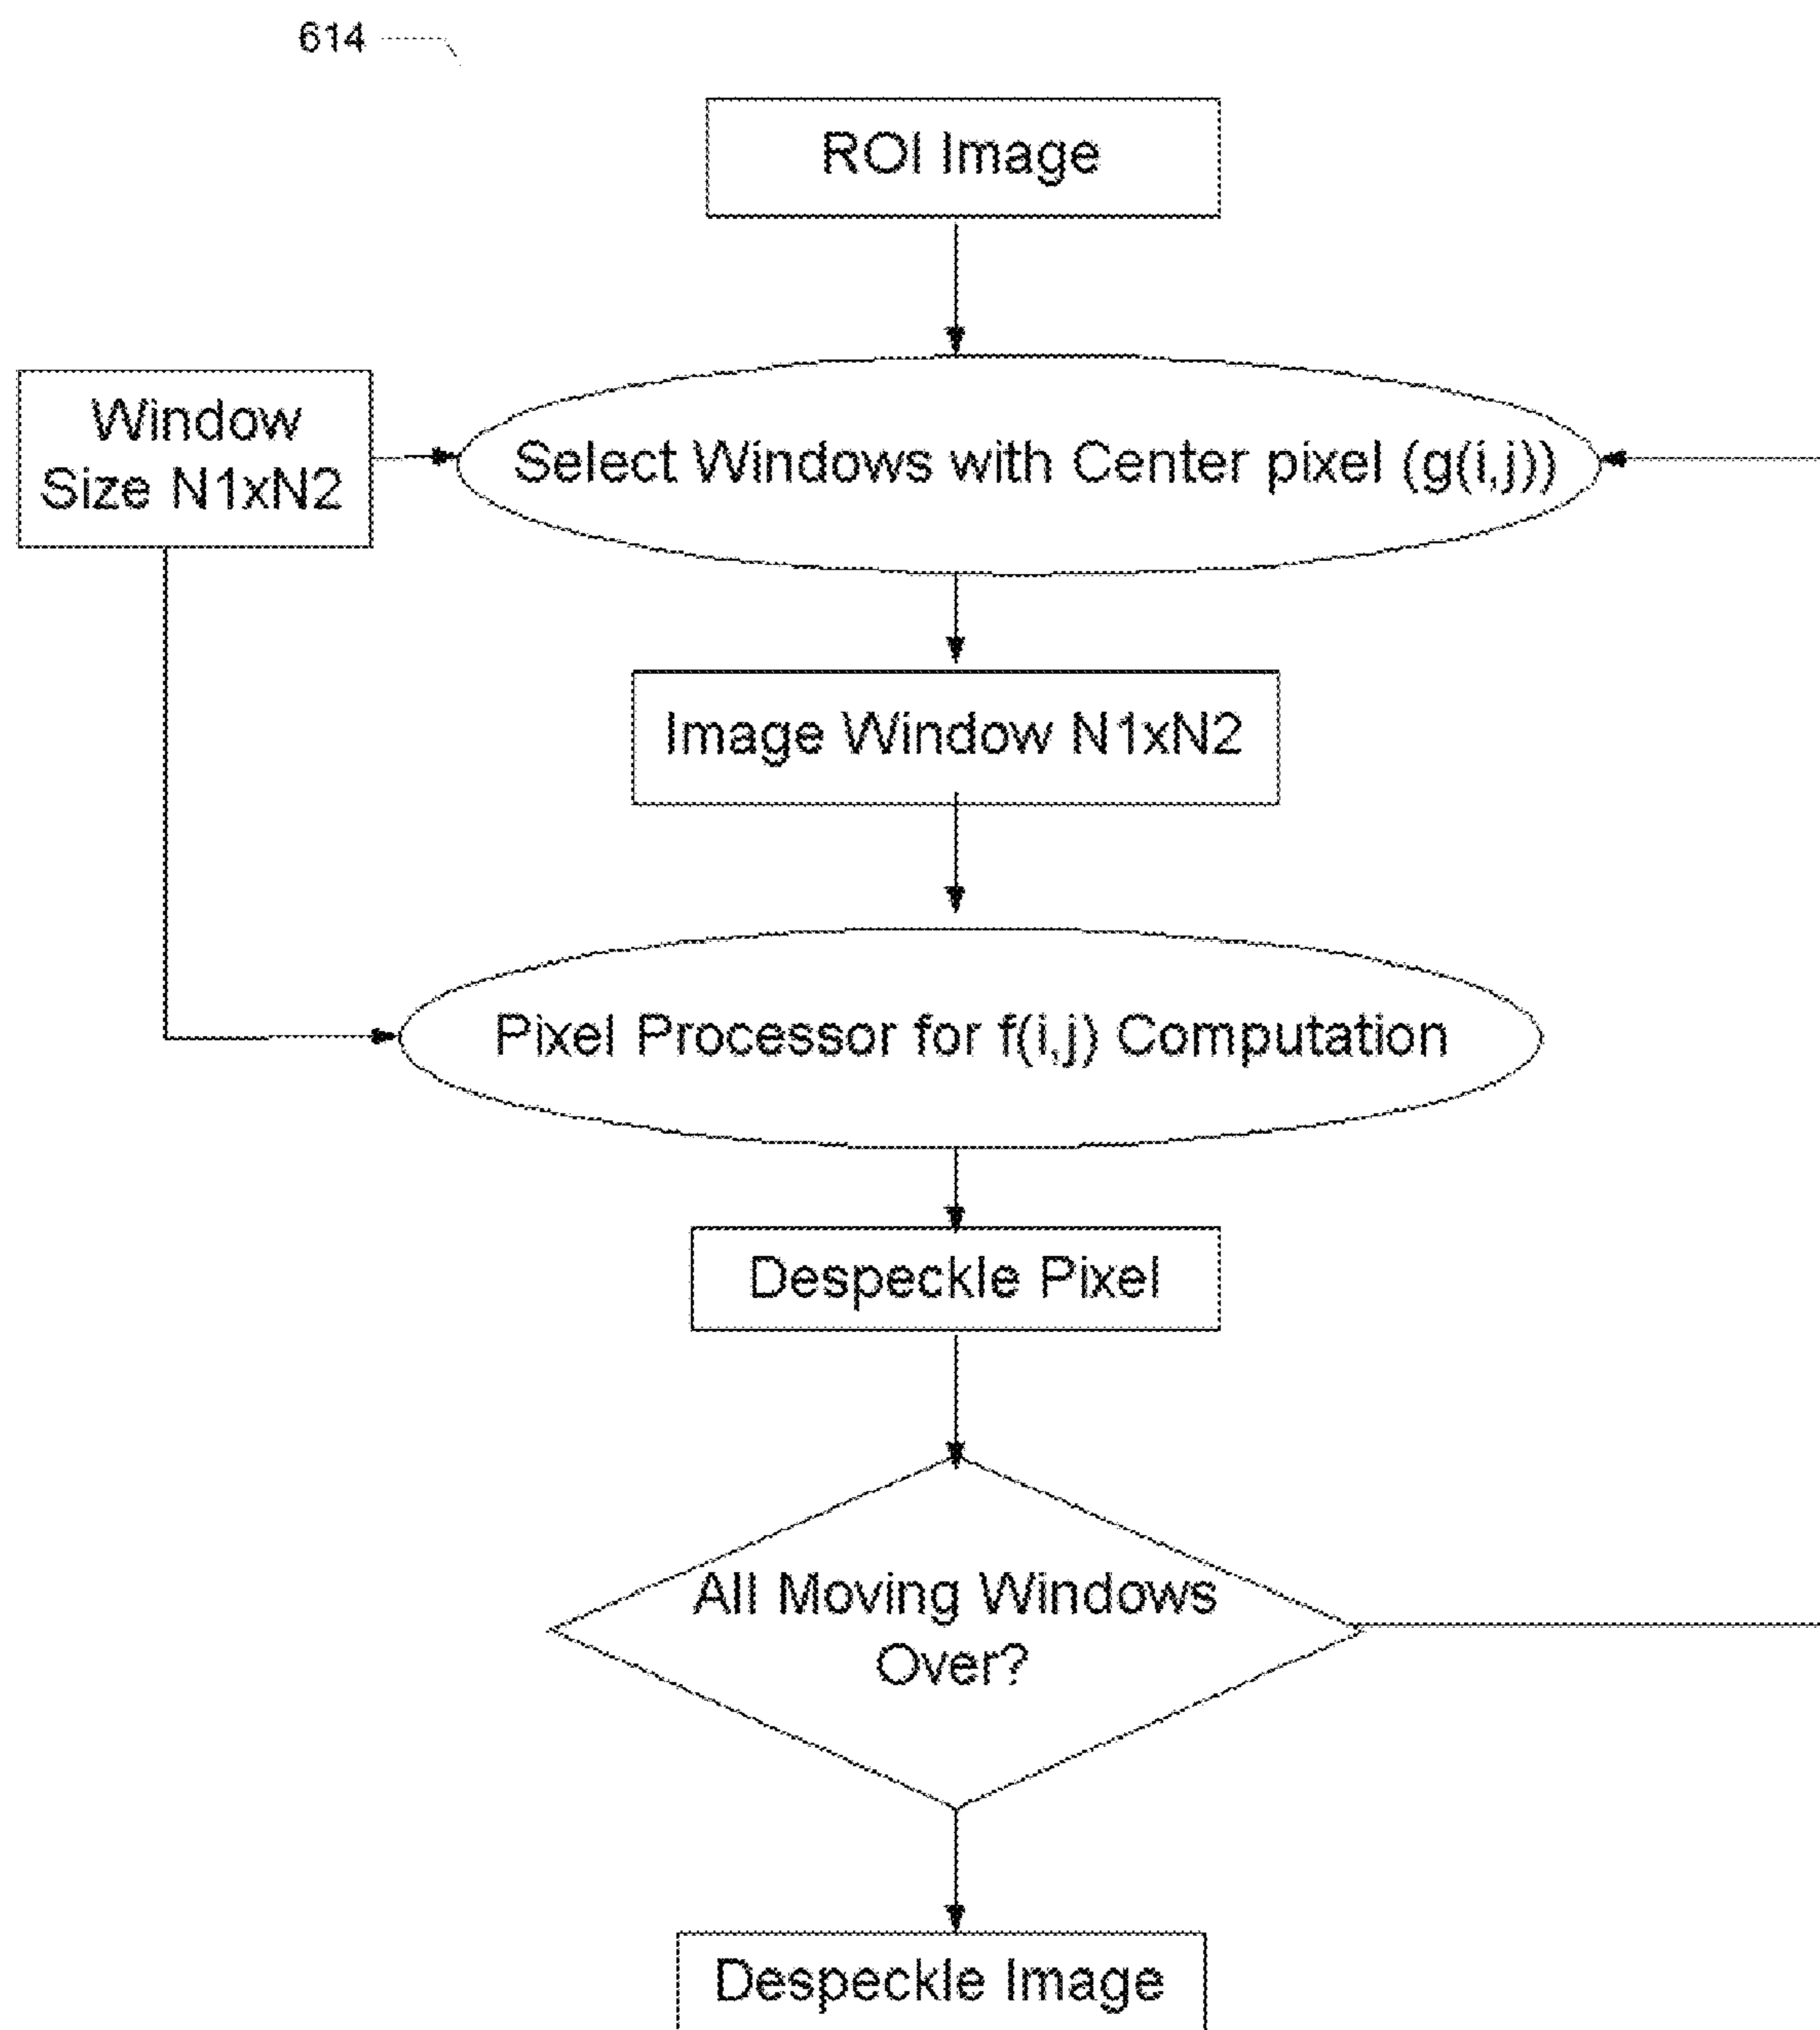 614
ROI Image
Window
Size N1xN2
Select Windows with Center pixel (g(i,j))
Image Window N1xN2
Pixel Processor for f(i,j) Computation
Despeckle Pixel
All Moving Windows
Over?
Despeckle Image